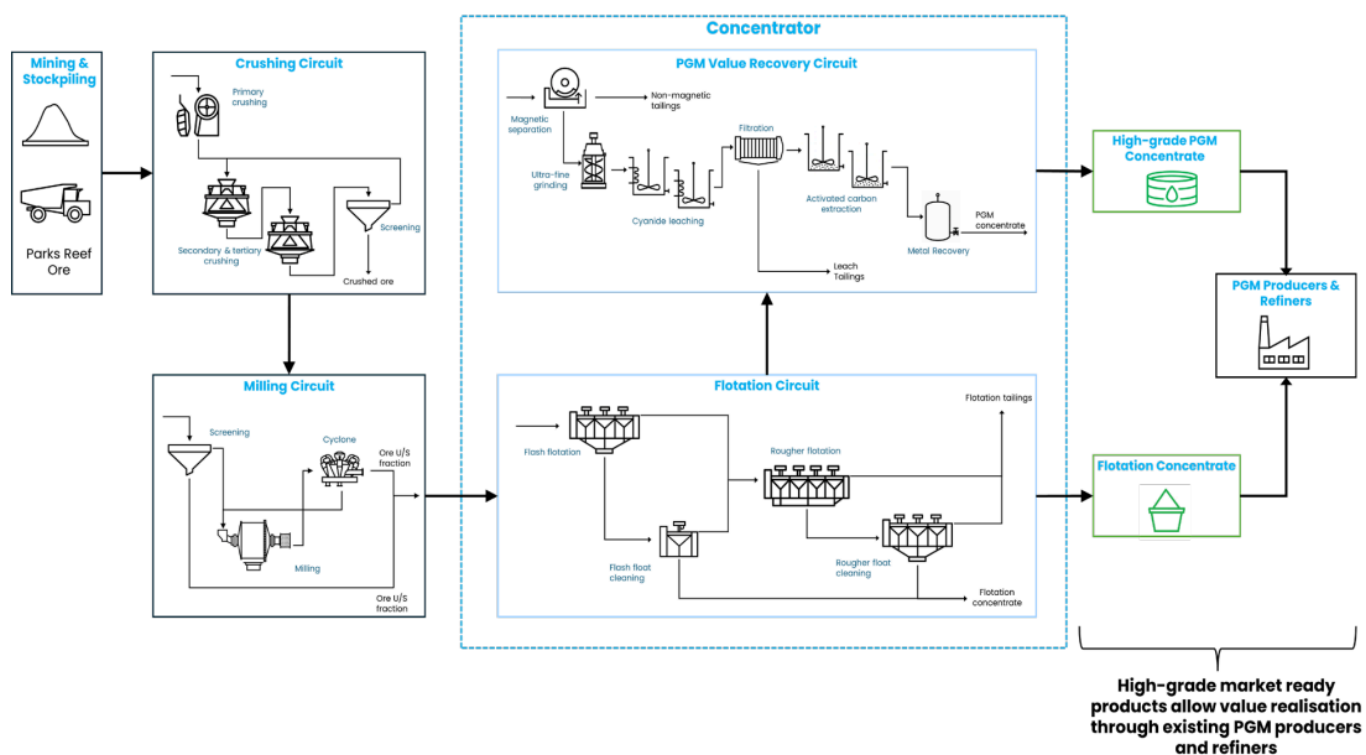 Concentrator
Mining &
Stockpiling
Parks Reef
Ore
Crushing Circuit
Primary
crushing
Secondary & tertiary
crushing
Screening
Crushed ore
PGM Value Recovery Circuit
Magnetic
separation
Non-magnetic
tailings
Ultra-fine
grinding
Cyanide leaching
Filtration
Activated carbon
extraction
PGM
concentrate
Metal Recovery
Leach
Tailings
High-grade PGM
Concentrate
PGM Producers &
Refiners
Milling Circuit
Screening
Cyclone
Ore U/S
fraction
Milling
Ore U/S
fraction
Flotation Circuit
Flash flotation
Flash float
cleaning
Rougher flotation
Rougher float
cleaning
Flotation tailings
Flotation
concentrate
Flotation Concentrate
High-grade market ready
products allow value realisation
through existing PGM producers
and refiners